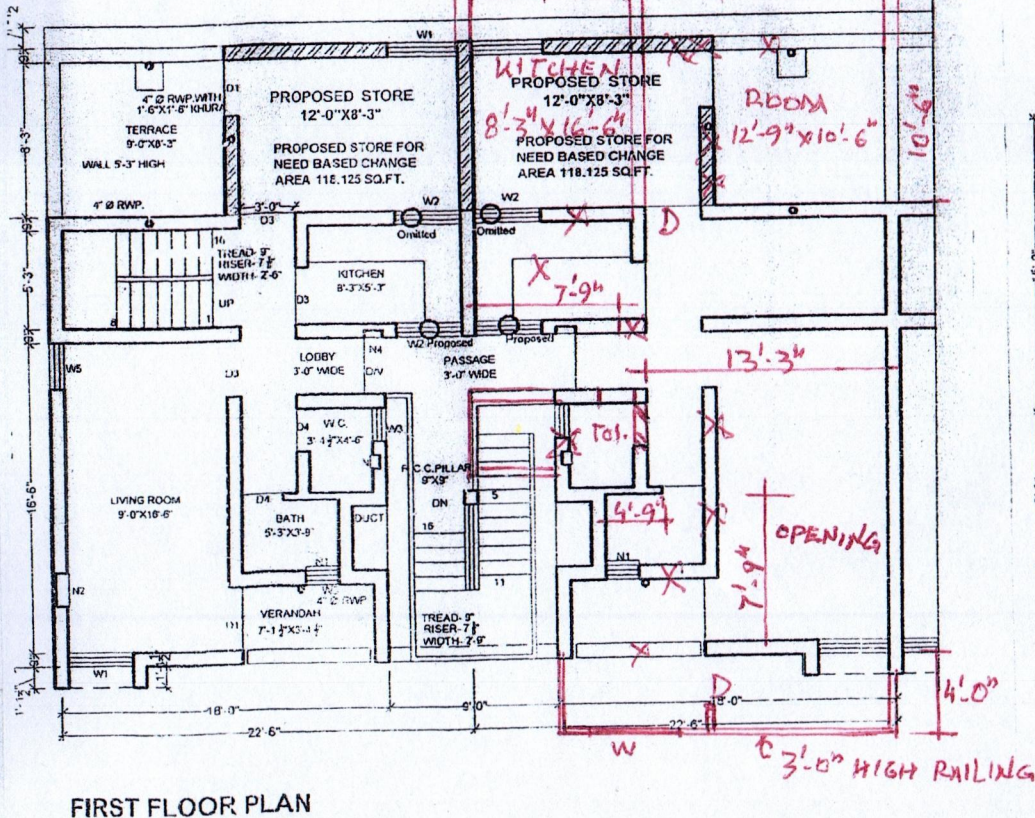 W1
KITCHEN
PROPOSED STORE
12'-0"X8'-3"
PROPOSED STORE FOR
NEED BASED CHANGE
AREA 118.125 SQ.FT.
PROPOSED STORE
12'-0"X8'-3"
8'-3" X 16'-6"
PROPOSED STORE FOR
NEED BASED CHANGE
AREA 118.125 SQ.FT.
ROOM
12'-9" X 10'-6"
10'-6"
4" Ø RWP.WITH
1'-6"X1'-6" KHURA
TERRACE
9'-0"X8'-3"
WALL 5'-3" HIGH
D1
4" Ø RWP.
3'-0"
D3
W2
Omitted
W2
Omitted
D
TREAD- 9"
WIDTH- 2'-6"
UP
5'-3"
KITCHEN
8'-3"X5'-3"
D3
7'-9"
W2 Proposed
Proposed
LOBBY
3'-0" WIDE
N4
D/V
PASSAGE
3'-0" WIDE
13'-3"
W5
D3
D4
W.C.
W3
Tol.
R.C.C.PILLAR
9"X9"
DN
5
11
LIVING ROOM
9'-0"X16'-6"
16'-6"
D4
BATH
5'-3"X3'-9"
DUCT
4'-9"
OPENING
7'-9"
N1
N1
N2
4" Ø RWP
VERANDAH
D1
TREAD- 9"
WIDTH- 2'-9"
W1
18'-0"
9'-0"
18'-0"
22'-6"
22'-6"
D
W
4'-0"
3'-0" HIGH RAILING
FIRST FLOOR PLAN